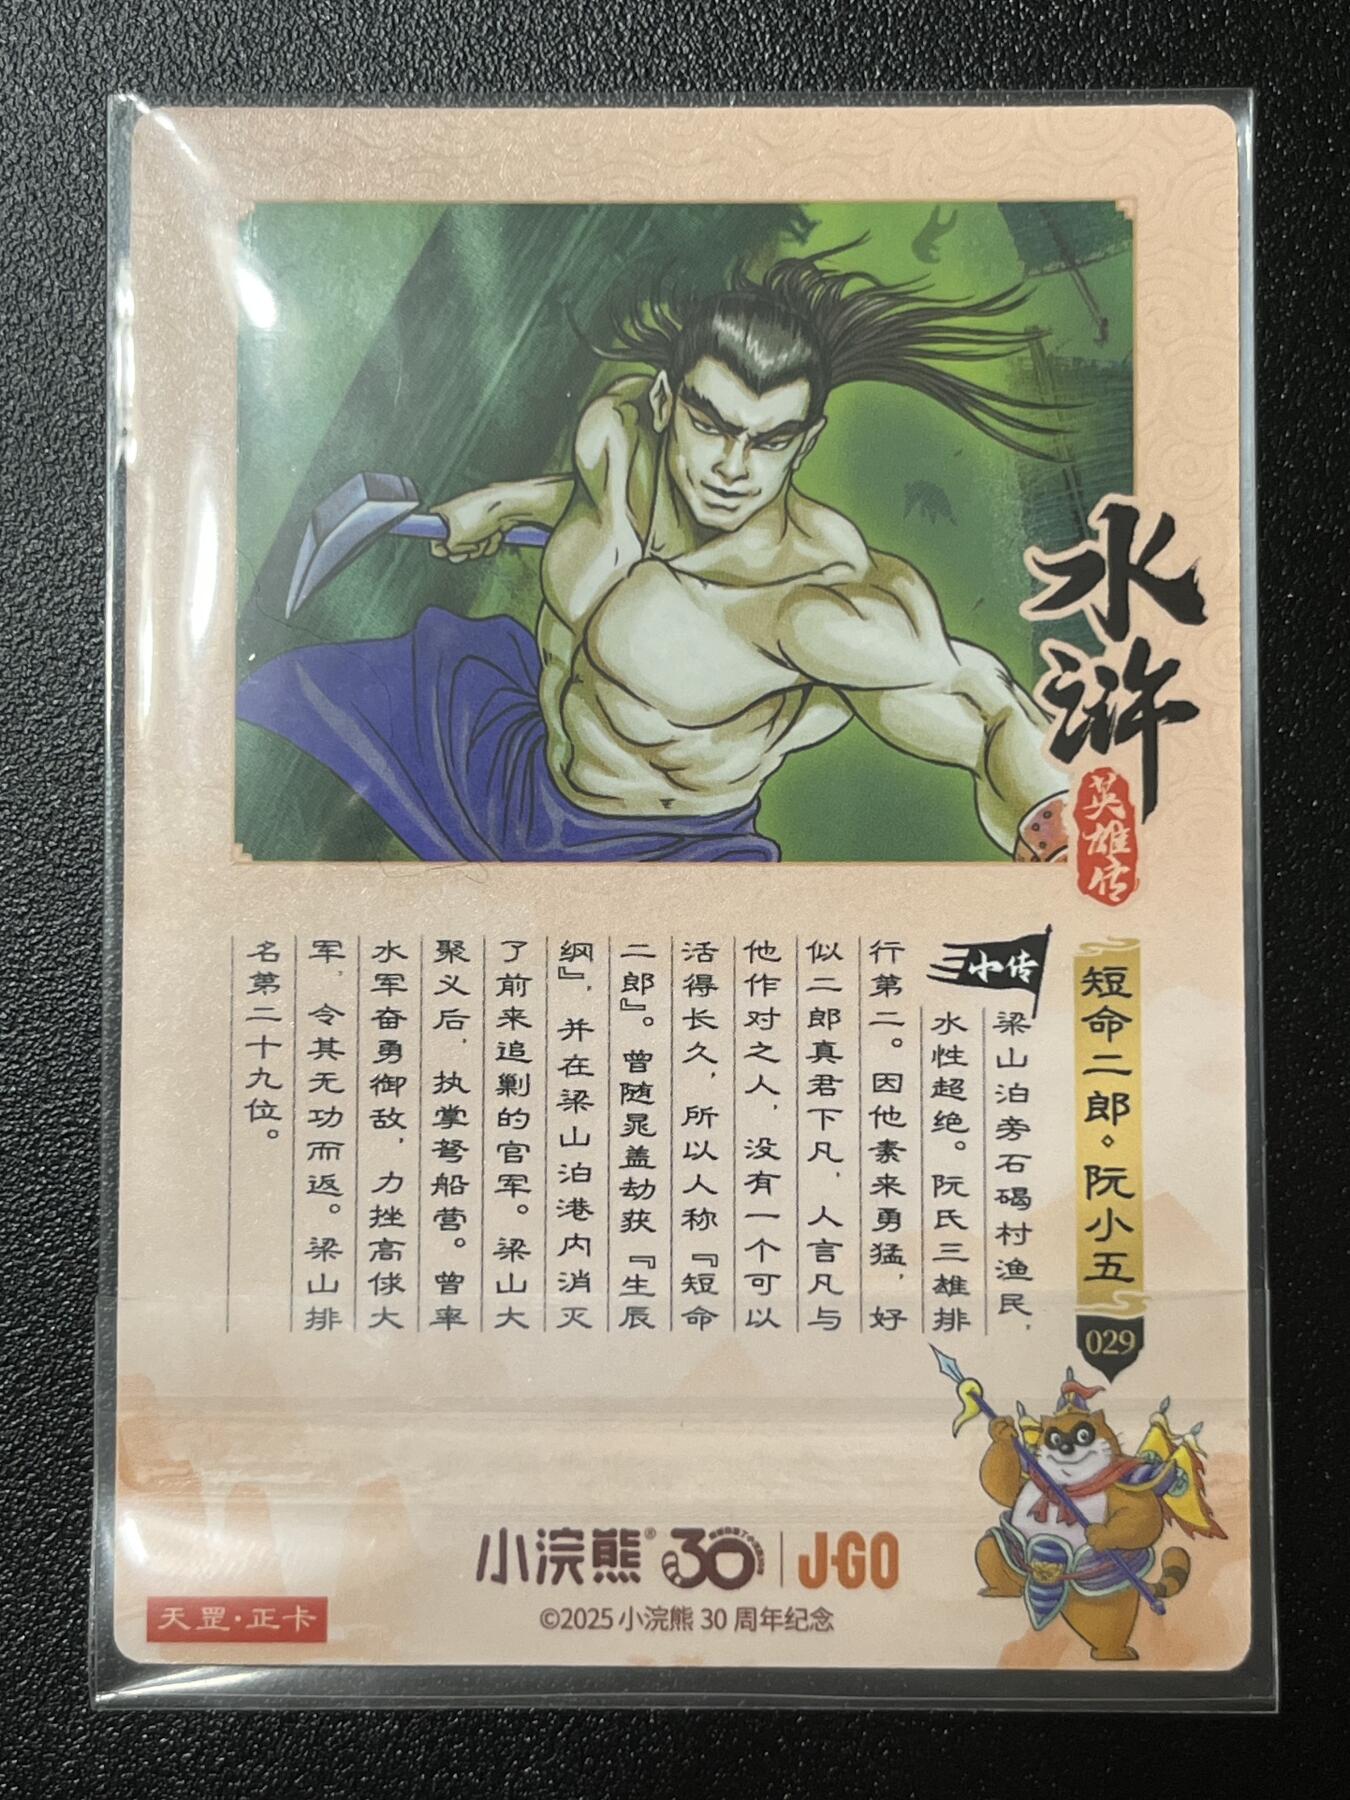 水浒
英雄传
短命二郎·阮小五
029
小传
梁山泊旁石碣村渔民，
水性超绝。阮氏三雄排
行第二。因他素来勇猛，好
似二郎真君下凡，人言凡与
他作对之人，没有一个可以
活得长久，所以人称『短命
二郎』。曾随晁盖劫获『生辰
纲』，并在梁山泊港内消灭
了前来追剿的官军。梁山大
聚义后，执掌弩船营。曾率
水军奋勇御敌，力挫高俅大
军，令其无功而返。梁山排
名第二十九位。
小浣熊® 30 | J·GO
©2025 小浣熊 30 周年纪念
天罡·正卡